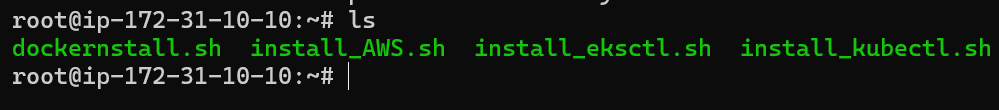 root@ip-172-31-10-10:~# ls
dockernstall.sh  install_AWS.sh  install_eksctl.sh  install_kubectl.sh
root@ip-172-31-10-10:~#